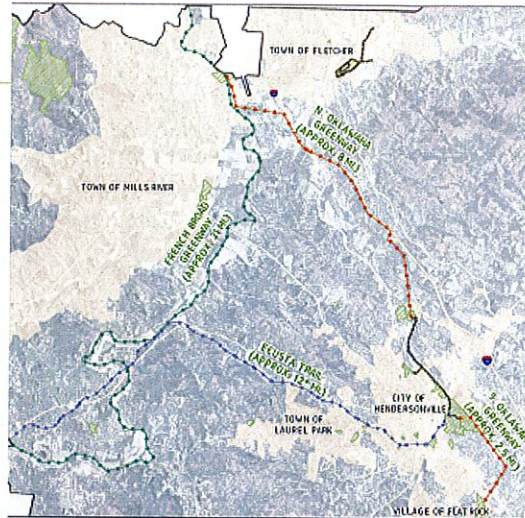 TOWN OF FLETCHER
N. OKLAWAHA
GREENWAY
(APPROX. 8 MI.)
TOWN OF MILLS RIVER
FRENCH BROAD
GREENWAY
(APPROX. 21 MI.)
ECUSTA TRAIL
(APPROX. 12* MI.)
CITY OF
HENDERSONVILLE
TOWN OF
LAUREL PARK
S. OKLAWA
GREENWAY
(APPROX. 2.5 MI.)
VILLAGE OF FLAT ROCK